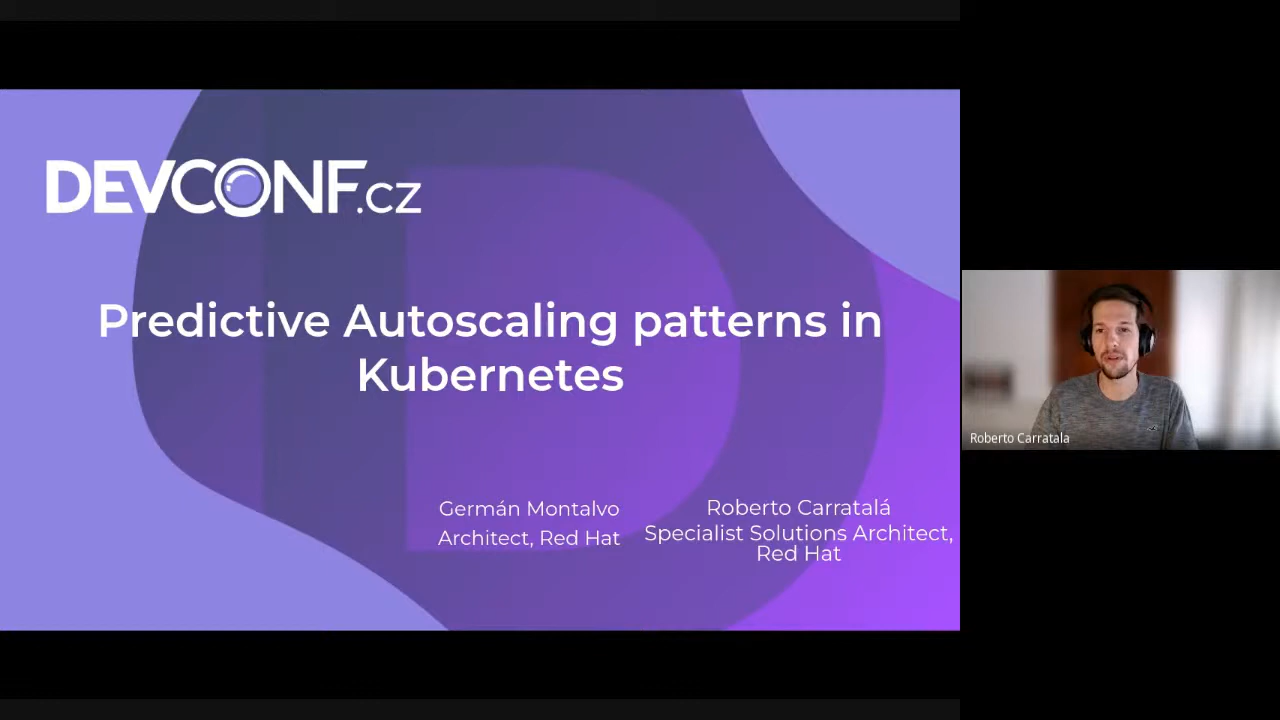 DEVCONF.cz
Predictive Autoscaling patterns in
Kubernetes
Germán Montalvo
Architect, Red Hat
Roberto Carratalá
Specialist Solutions Architect,
Red Hat
Roberto Carratala